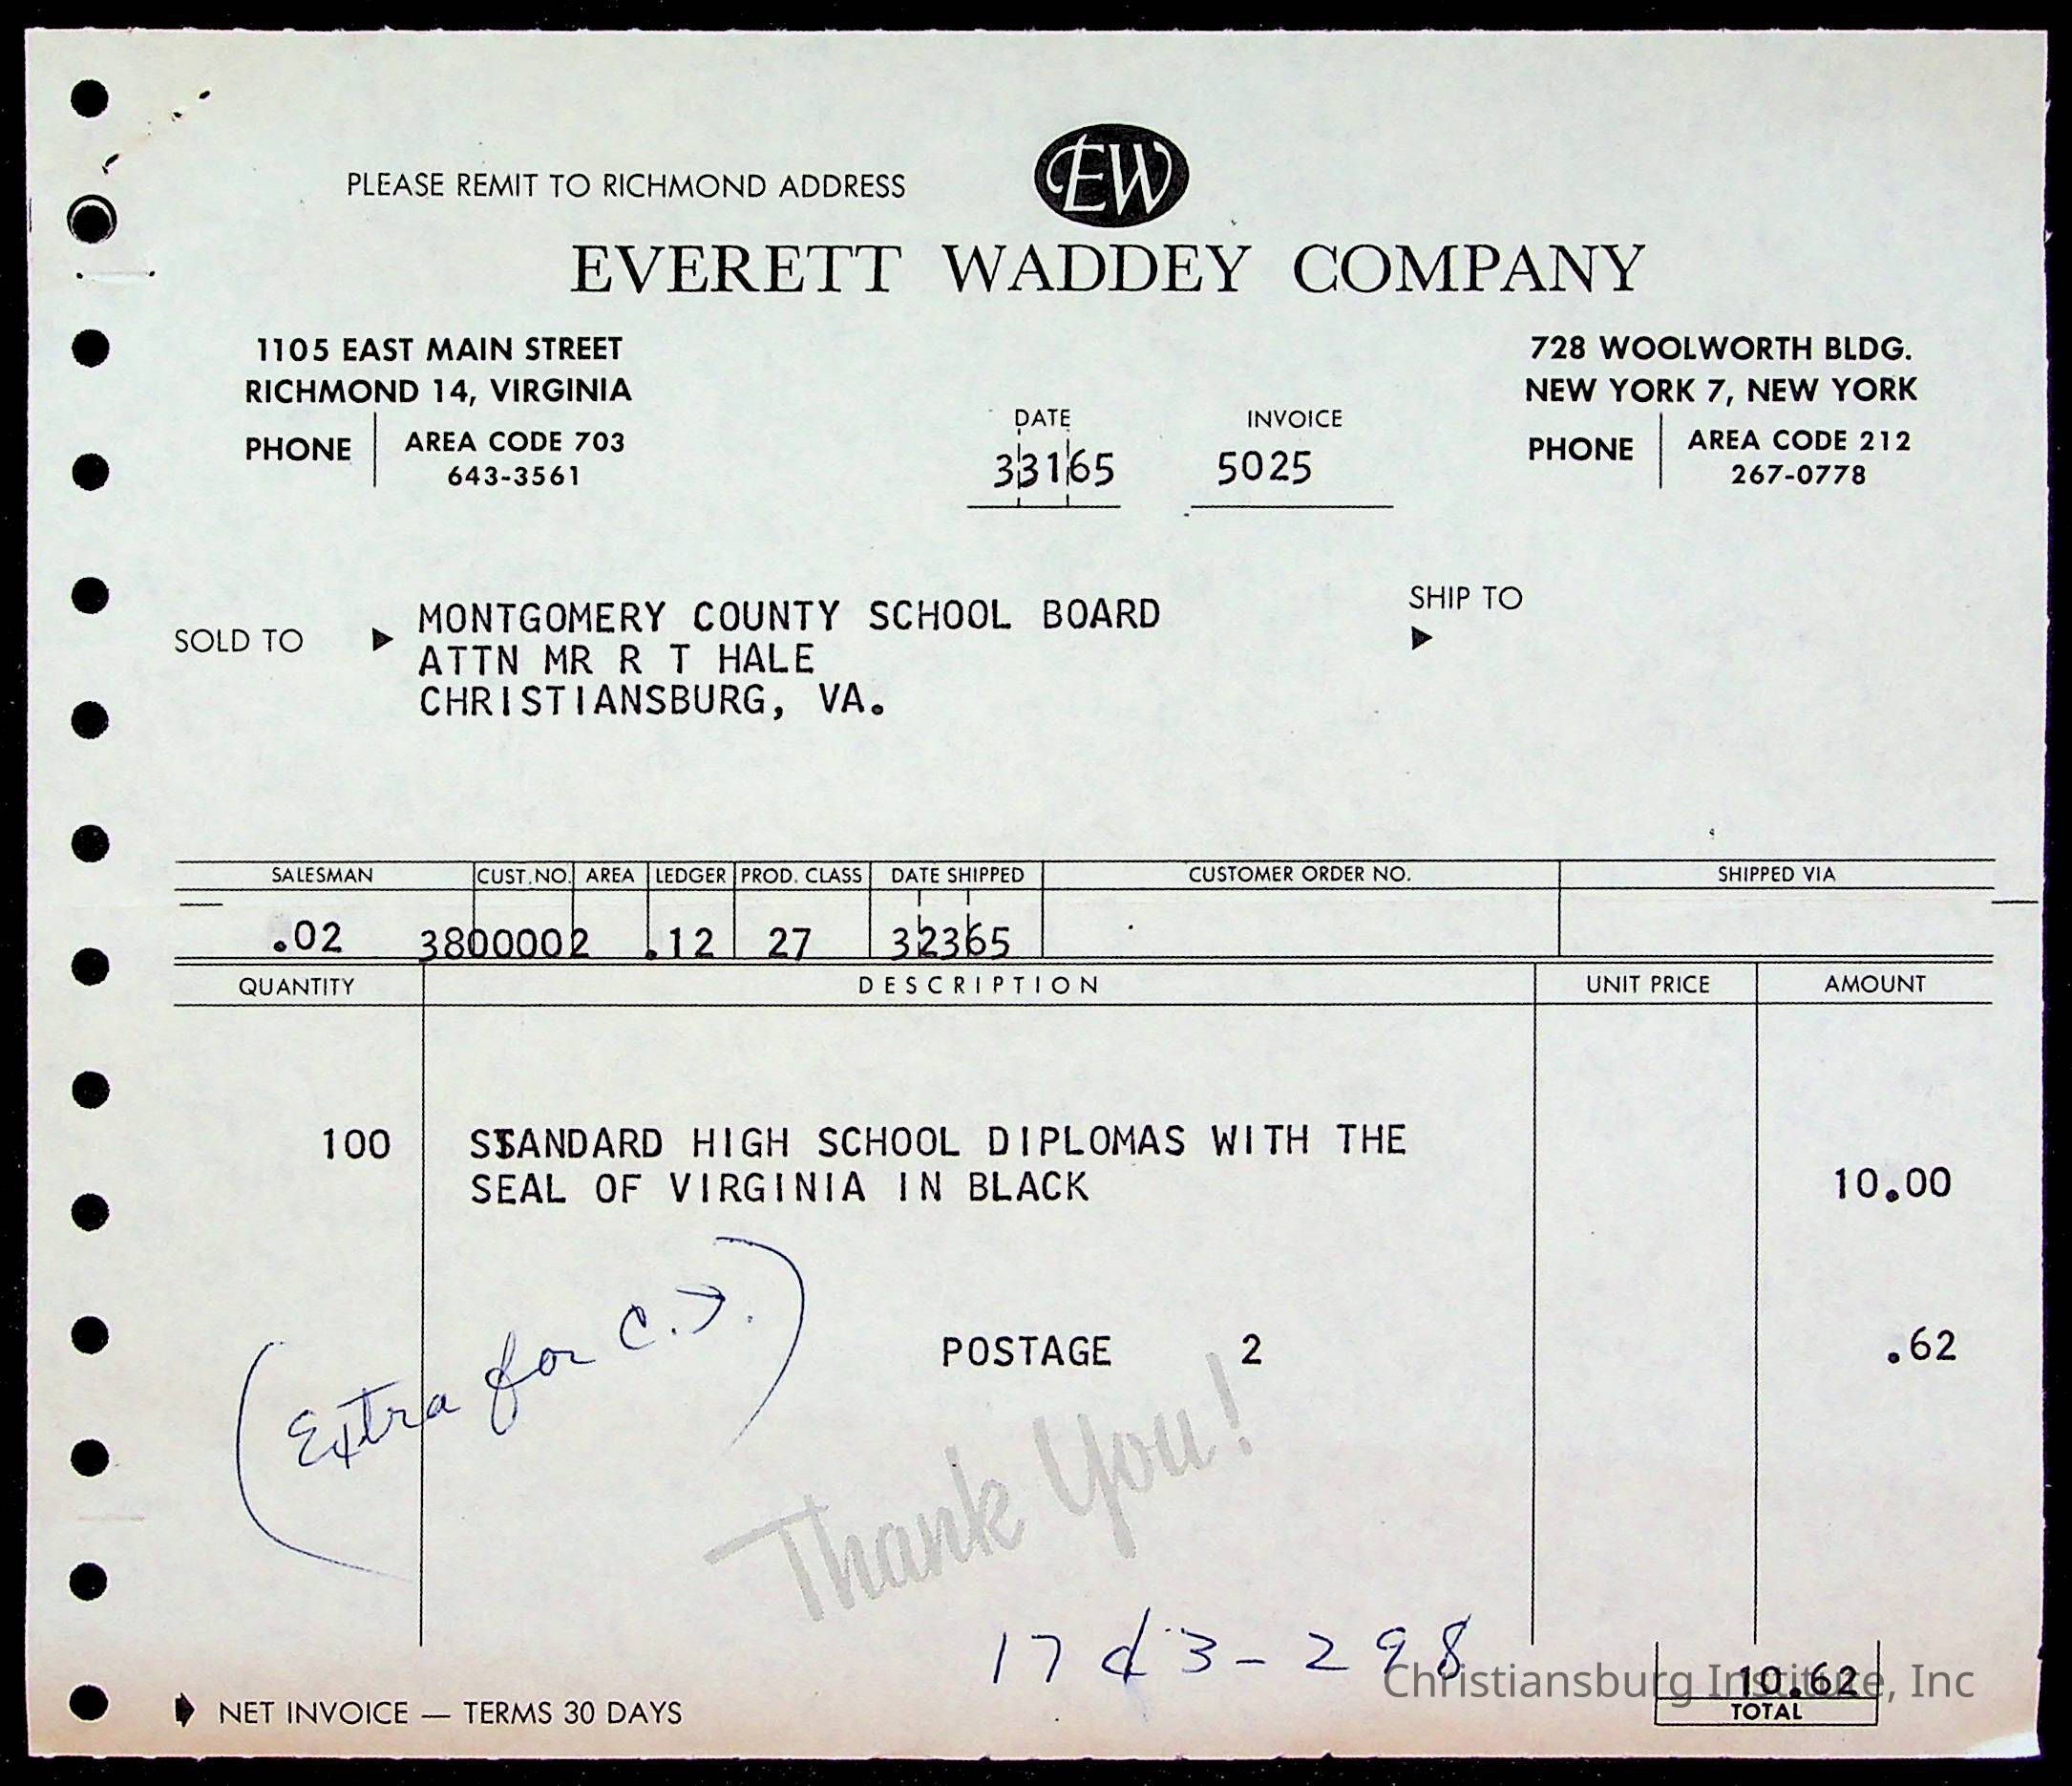 PLEASE REMIT TO RICHMOND ADDRESS
EW
EVERETT WADDEY COMPANY
1105 EAST MAIN STREET
RICHMOND 14, VIRGINIA
PHONE AREA CODE 703
643-3561
728 WOOLWORTH BLDG.
NEW YORK 7, NEW YORK
PHONE AREA CODE 212
267-0778
DATE INVOICE
33165 5025
SOLD TO
MONTGOMERY COUNTY SCHOOL BOARD
ATTN MR R T HALE
CHRISTIANSBURG, VA.
SHIP TO
SALESMAN CUST.NO. AREA LEDGER PROD. CLASS DATE SHIPPED CUSTOMER ORDER NO. SHIPPED VIA
.02 3800002 .12 27 32365
QUANTITY DESCRIPTION UNIT PRICE AMOUNT
100 STANDARD HIGH SCHOOL DIPLOMAS WITH THE
SEAL OF VIRGINIA IN BLACK 10.00
(Extra for C.I.)
POSTAGE 2 .62
Thank You!
17d3-298
Christiansburg Institute, Inc
10.62
TOTAL
NET INVOICE — TERMS 30 DAYS